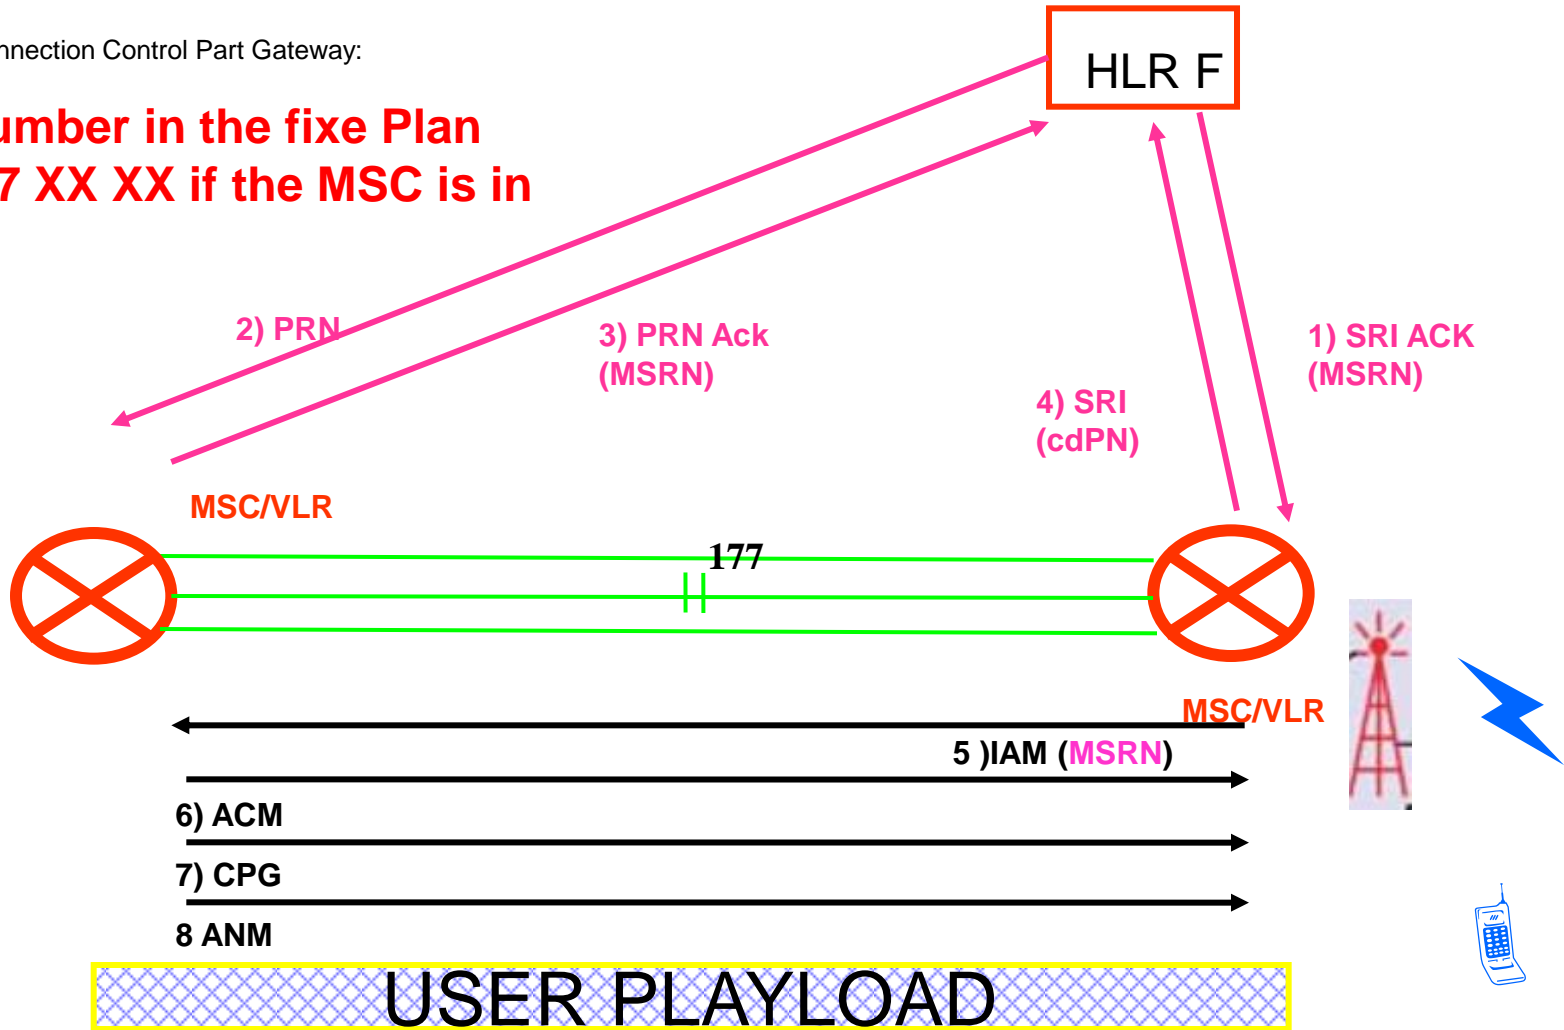 nnection Control Part Gateway:
HLR F
umber in the fixe Plan
7 XX XX if the MSC is in
2) PRN
3) PRN Ack
(MSRN)
1) SRI ACK
(MSRN)
4) SRI
(cdPN)
MSC/VLR
177
MSC/VLR
5 )IAM (MSRN)
6) ACM
7) CPG
8 ANM
USER PLAYLOAD